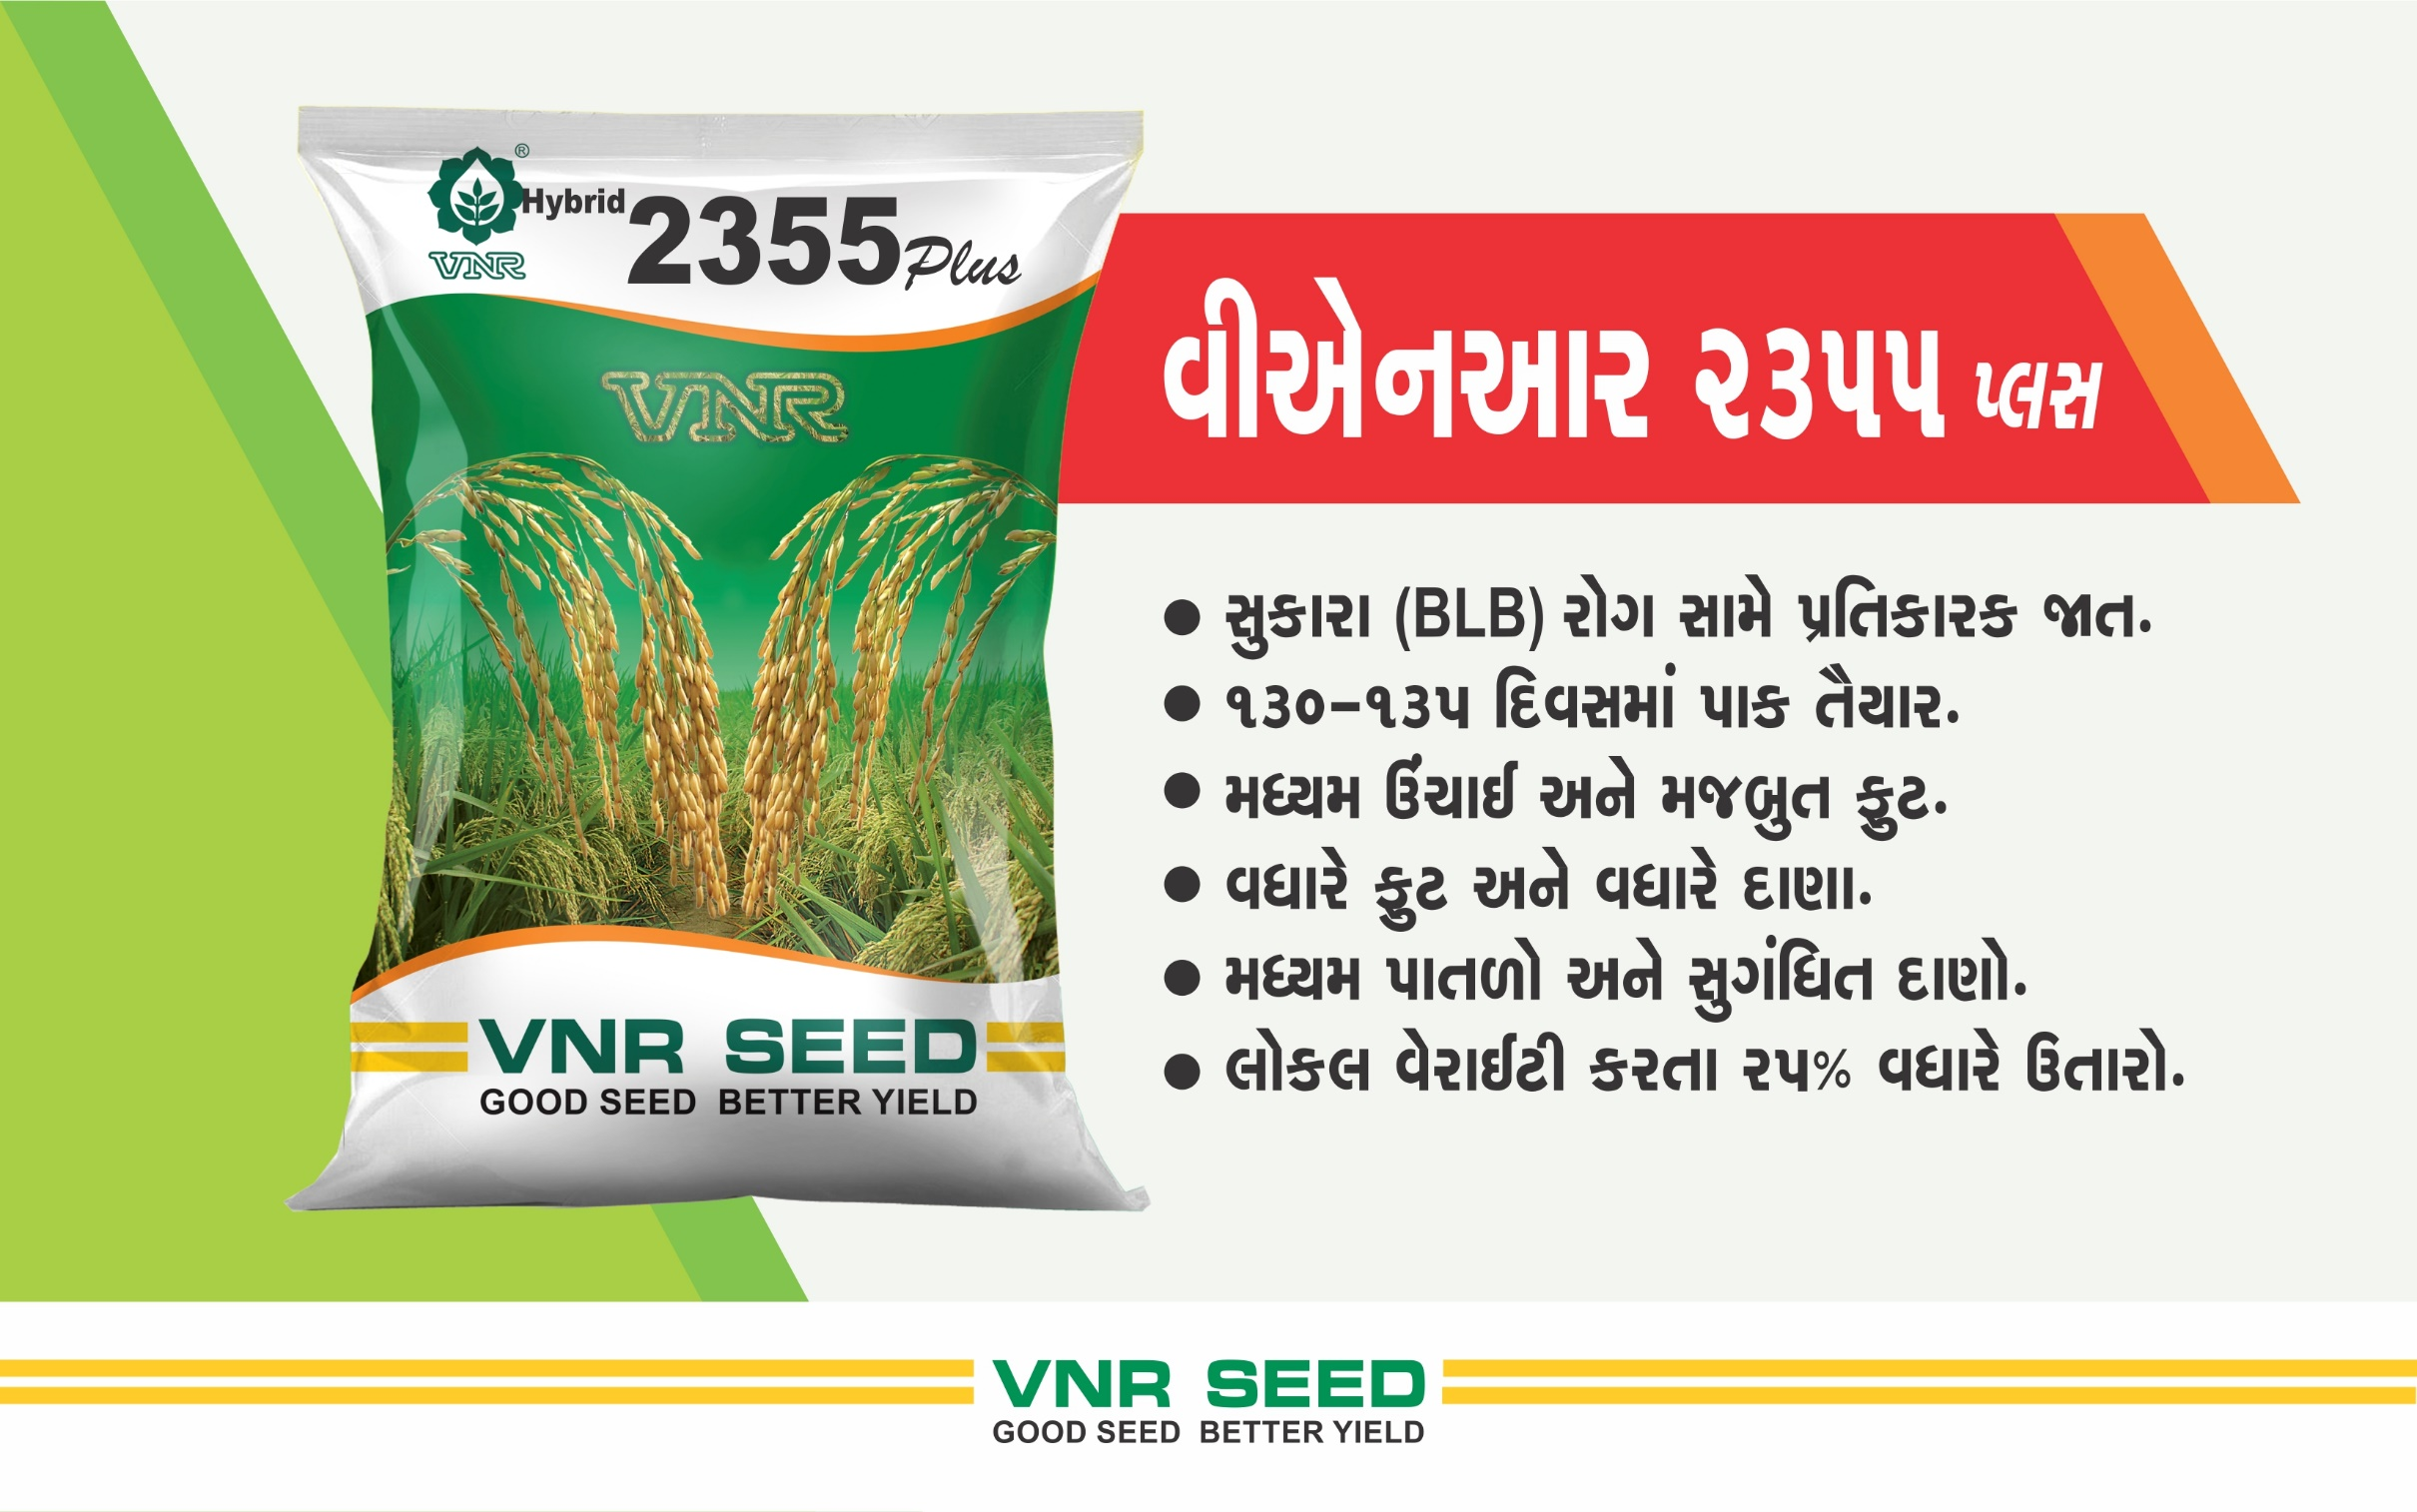 ®
Hybrid 2355 Plus
VNR
VNR
VNR SEED
GOOD SEED BETTER YIELD
વીએનઆર ૨૩૫૫ પ્લસ
• સુકારા (BLB) રોગ સામે પ્રતિકારક જાત.
• ૧૩૦–૧૩૫ દિવસમાં પાક તૈયાર.
• મધ્યમ ઉંચાઈ અને મજબુત ફુટ.
• વધારે ફુટ અને વધારે દાણા.
• મધ્યમ પાતળો અને સુગંધિત દાણો.
• લોકલ વેરાઈટી કરતા ૨૫% વધારે ઉતારો.
VNR SEED
GOOD SEED BETTER YIELD